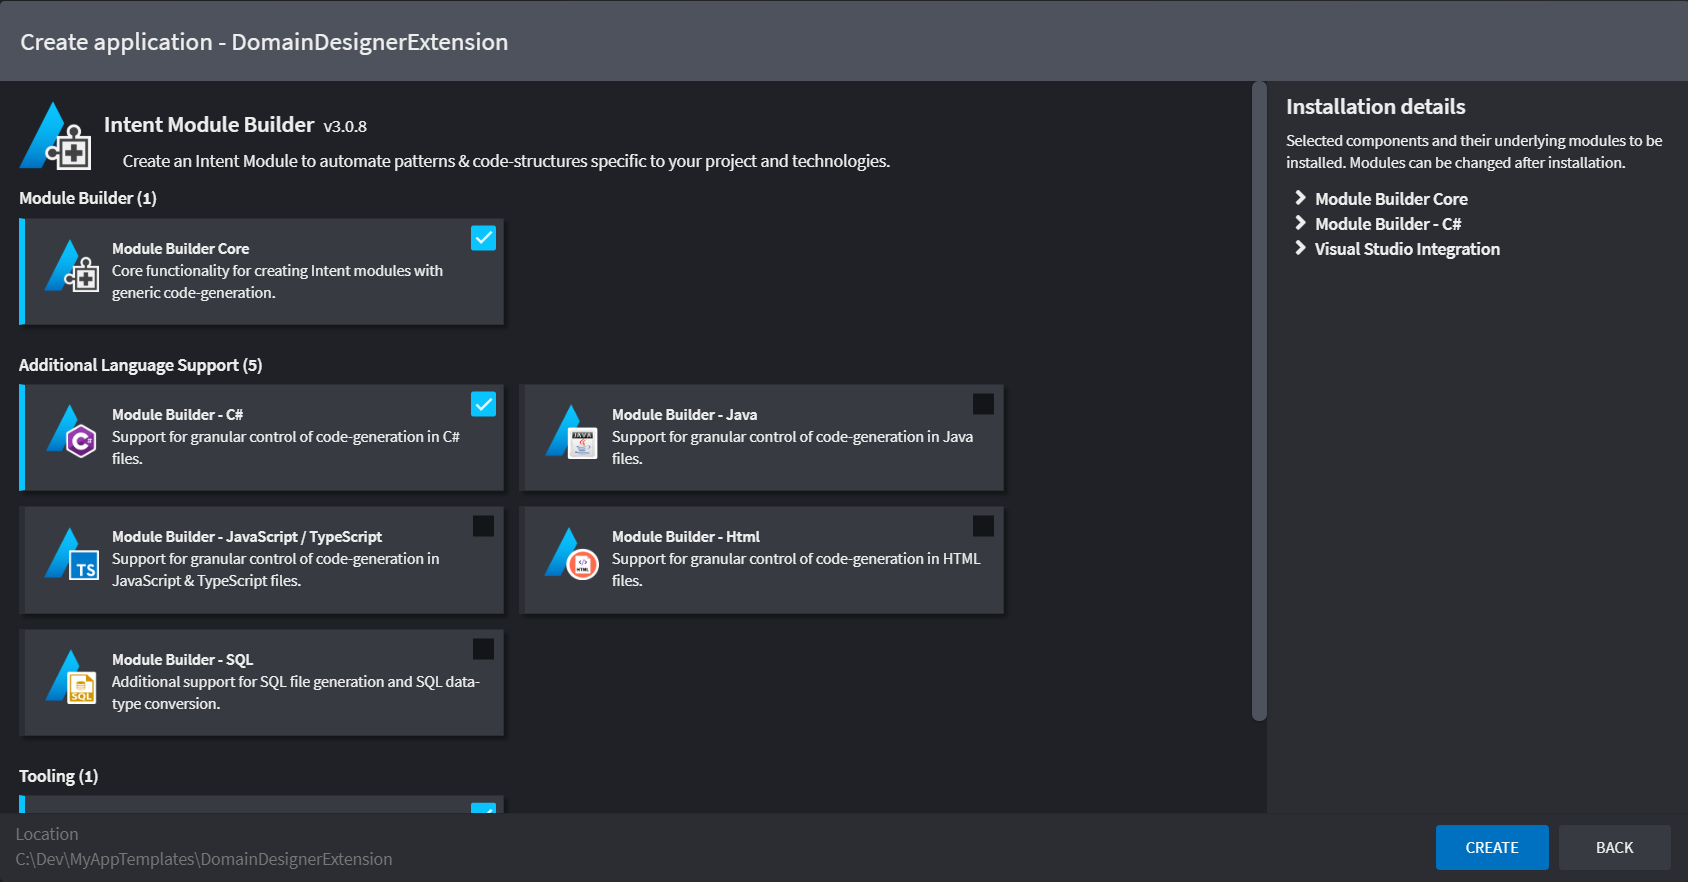 Create application - DomainDesignerExtension
Intent Module Builder v3.0.8
Create an Intent Module to automate patterns & code-structures specific to your project and technologies.
Module Builder (1)
Module Builder Core
Core functionality for creating Intent modules with
generic code-generation.
Additional Language Support (5)
Module Builder - C#
Support for granular control of code-generation in C#
files.
Module Builder - Java
Support for granular control of code-generation in Java
files.
JAVA
Module Builder - JavaScript / TypeScript
Support for granular control of code-generation in
JavaScript & TypeScript files.
TS
Module Builder - Html
Support for granular control of code-generation in HTML
files.
HTML
Module Builder - SQL
Additional support for SQL file generation and SQL data-
type conversion.
SQL
Tooling (1)
Installation details
Selected components and their underlying modules to be
installed. Modules can be changed after installation.
Module Builder Core
Module Builder - C#
Visual Studio Integration
Location
C:\Dev\MyAppTemplates\DomainDesignerExtension
CREATE
BACK